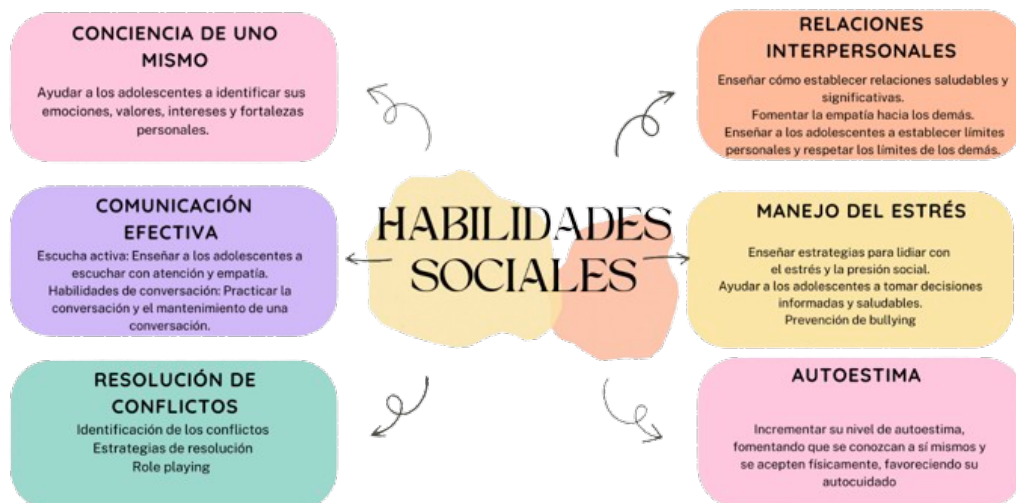 CONCIENCIA DE UNO
MISMO
Ayudar a los adolescentes a identificar sus
emociones, valores, intereses y fortalezas
personales.
COMUNICACIÓN
EFECTIVA
Escucha activa: Enseñar a los adolescentes a
escuchar con atención y empatía.
Habilidades de conversación: Practicar la
conversación y el mantenimiento de una
conversación.
RESOLUCIÓN DE
CONFLICTOS
Identificación de los conflictos
Estrategias de resolución
Role playing
HABILIDADES
SOCIALES
RELACIONES
INTERPERSONALES
Enseñar cómo establecer relaciones saludables y
significativas.
Fomentar la empatía hacia los demás.
Enseñar a los adolescentes a establecer límites
personales y respetar los límites de los demás.
MANEJO DEL ESTRÉS
Enseñar estrategias para lidiar con
el estrés y la presión social.
Ayudar a los adolescentes a tomar decisiones
informadas y saludables.
Prevención de bullying
AUTOESTIMA
Incrementar su nivel de autoestima,
fomentando que se conozcan a sí mismos y
se acepten físicamente, favoreciendo su
autocuidado